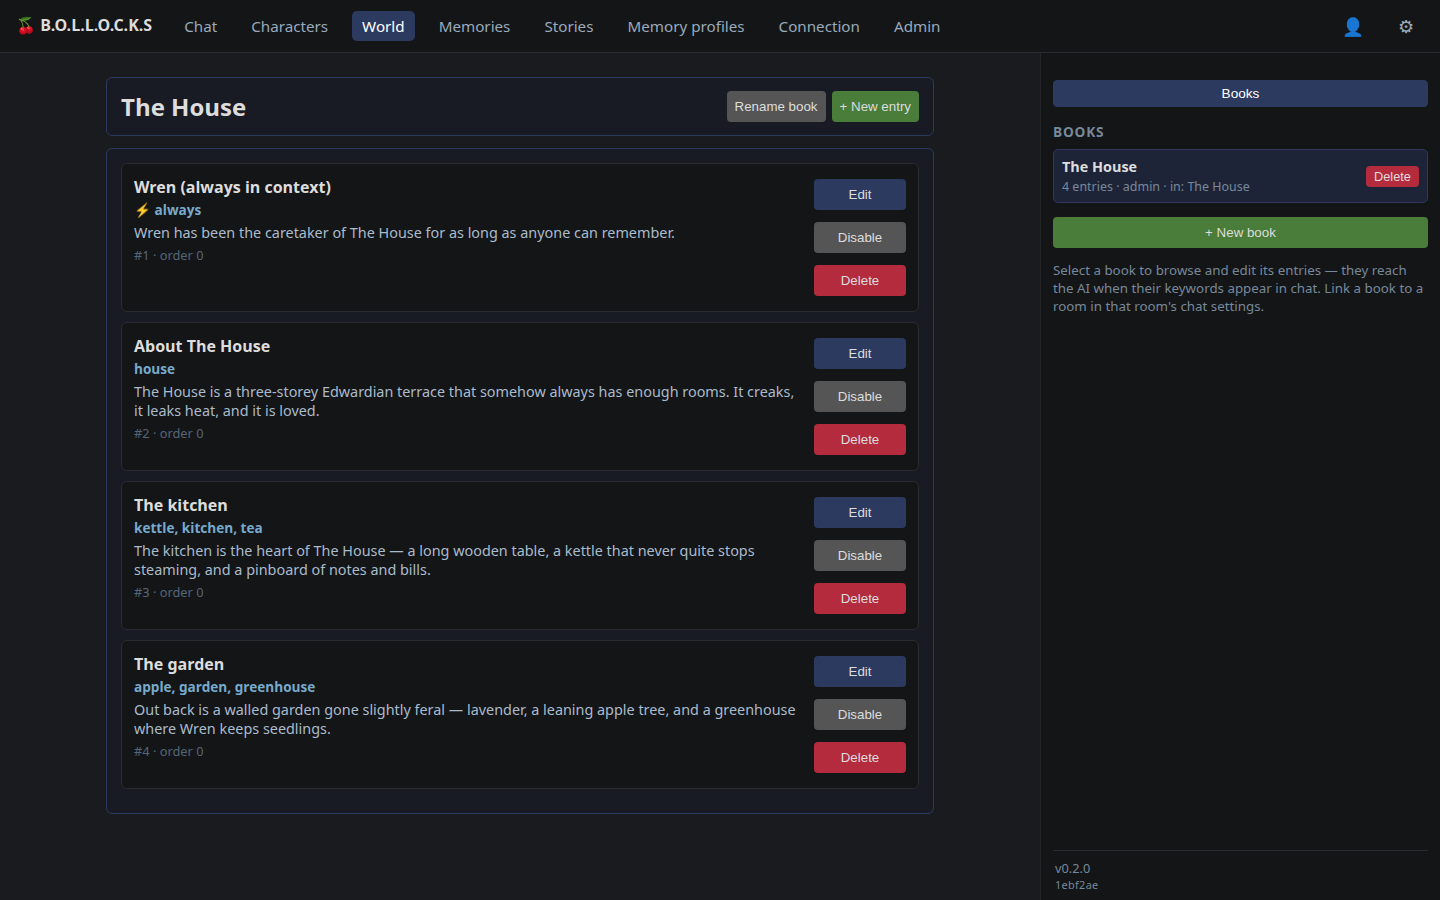 🍒 B.O.L.L.O.C.K.S Chat Characters World Memories Stories Memory profiles Connection Admin 👤 ⚙
The House
Rename book
+ New entry
Wren (always in context)
⚡ always
Wren has been the caretaker of The House for as long as anyone can remember.
#1 · order 0
Edit
Disable
Delete
About The House
house
The House is a three-storey Edwardian terrace that somehow always has enough rooms. It creaks,
it leaks heat, and it is loved.
#2 · order 0
Edit
Disable
Delete
The kitchen
kettle, kitchen, tea
The kitchen is the heart of The House — a long wooden table, a kettle that never quite stops
steaming, and a pinboard of notes and bills.
#3 · order 0
Edit
Disable
Delete
The garden
apple, garden, greenhouse
Out back is a walled garden gone slightly feral — lavender, a leaning apple tree, and a greenhouse
where Wren keeps seedlings.
#4 · order 0
Edit
Disable
Delete
Books
BOOKS
The House
4 entries · admin · in: The House
Delete
+ New book
Select a book to browse and edit its entries — they reach
the AI when their keywords appear in chat. Link a book to a
room in that room's chat settings.
v0.2.0
1ebf2ae